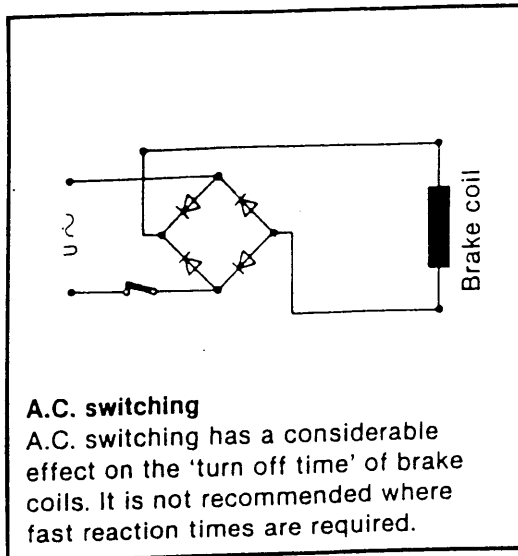 U~
Brake coil
A.C. switching
A.C. switching has a considerable
effect on the 'turn off time' of brake
coils. It is not recommended where
fast reaction times are required.